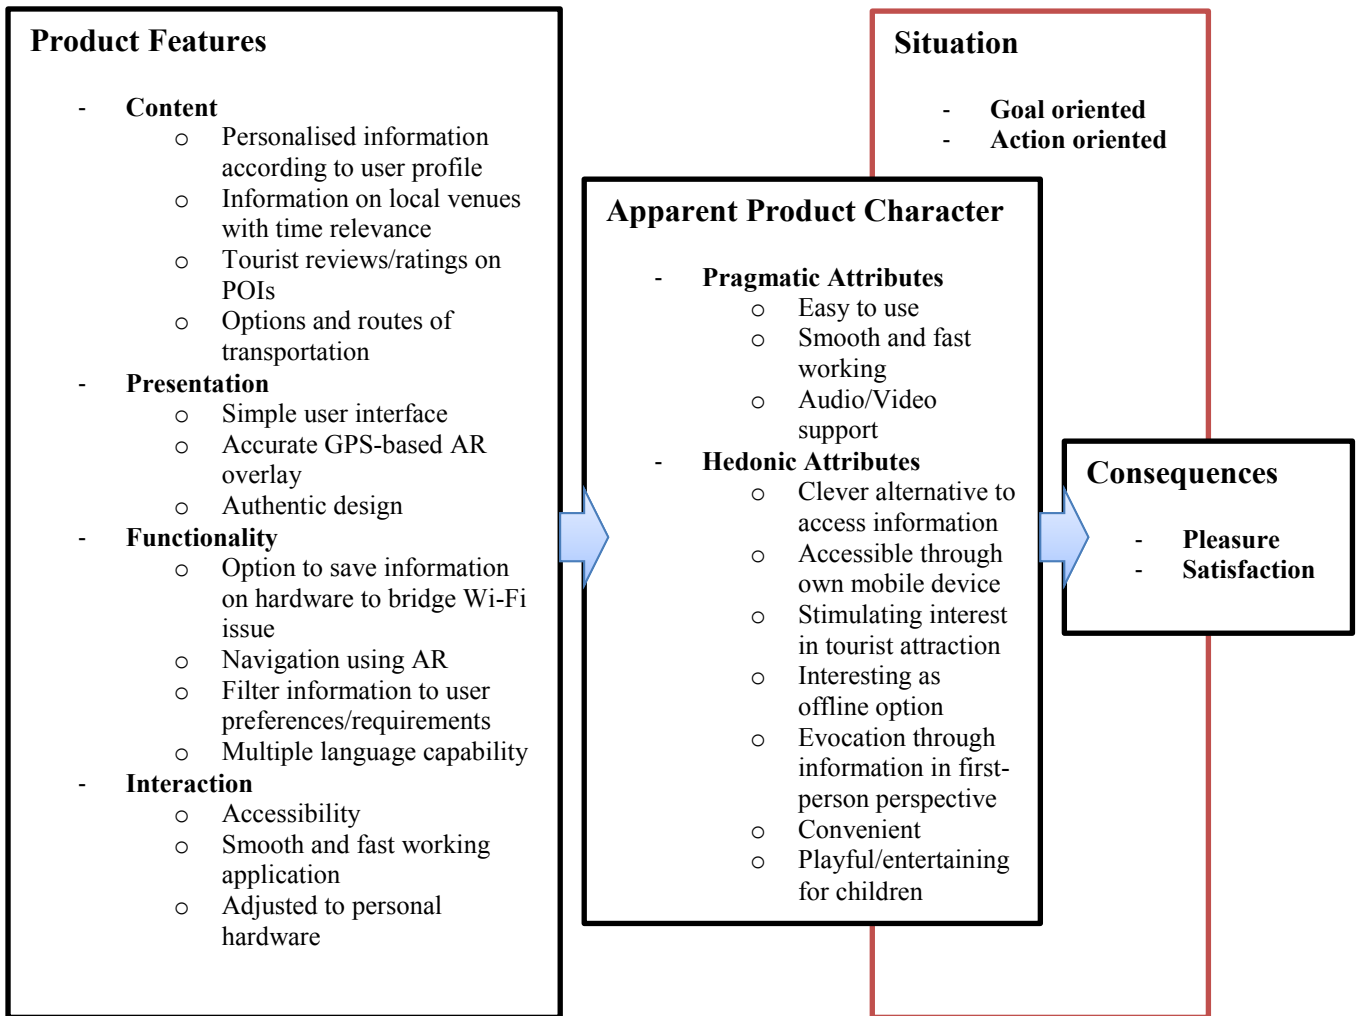 Product Features
- Content
o Personalised information
according to user profile
o Information on local venues
with time relevance
o Tourist reviews/ratings on
POIs
o Options and routes of
transportation
- Presentation
o Simple user interface
o Accurate GPS-based AR
overlay
o Authentic design
- Functionality
o Option to save information
on hardware to bridge Wi-Fi
issue
o Navigation using AR
o Filter information to user
preferences/requirements
o Multiple language capability
- Interaction
o Accessibility
o Smooth and fast working
application
o Adjusted to personal
hardware
Apparent Product Character
- Pragmatic Attributes
o Easy to use
o Smooth and fast
working
o Audio/Video
support
- Hedonic Attributes
o Clever alternative to
access information
o Accessible through
own mobile device
o Stimulating interest
in tourist attraction
o Interesting as
offline option
o Evocation through
information in first-
person perspective
o Convenient
o Playful/entertaining
for children
Situation
- Goal oriented
- Action oriented
Consequences
- Pleasure
- Satisfaction